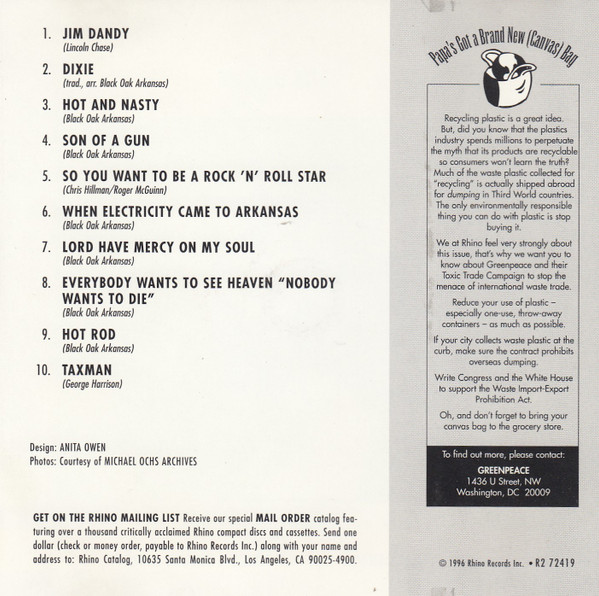 1. JIM DANDY
(Lincoln Chase)
2. DIXIE
(trad., arr. Black Oak Arkansas)
3. HOT AND NASTY
(Black Oak Arkansas)
4. SON OF A GUN
(Black Oak Arkansas)
5. SO YOU WANT TO BE A ROCK 'N' ROLL STAR
(Chris Hillman/Roger McGuinn)
6. WHEN ELECTRICITY CAME TO ARKANSAS
(Black Oak Arkansas)
7. LORD HAVE MERCY ON MY SOUL
(Black Oak Arkansas)
8. EVERYBODY WANTS TO SEE HEAVEN "NOBODY
WANTS TO DIE"
(Black Oak Arkansas)
9. HOT ROD
(Black Oak Arkansas)
10. TAXMAN
(George Harrison)
Design: ANITA OWEN
Photos: Courtesy of MICHAEL OCHS ARCHIVES
GET ON THE RHINO MAILING LIST Receive our special MAIL ORDER catalog fea-
turing over a thousand critically acclaimed Rhino compact discs and cassettes. Send one
dollar (check or money order, payable to Rhino Records Inc.) along with your name and
address to: Rhino Catalog, 10635 Santa Monica Blvd., Los Angeles, CA 90025-4900.
Papa's Got a Brand New (Canvas) Bag
Recycling plastic is a great idea.
But, did you know that the plastics
industry spends millions to perpetuate
the myth that its products are recyclable
so consumers won't learn the truth?
Much of the waste plastic collected for
"recycling" is actually shipped abroad
for dumping in Third World countries.
The only environmentally responsible
thing you can do with plastic is stop
buying it.
We at Rhino feel very strongly about
this issue, that's why we want you to
know about Greenpeace and their
Toxic Trade Campaign to stop the
menace of international waste trade.
Reduce your use of plastic –
especially one-use, throw-away
containers – as much as possible.
If your city collects waste plastic at the
curb, make sure the contract prohibits
overseas dumping.
Write Congress and the White House
to support the Waste Import-Export
Prohibition Act.
Oh, and don't forget to bring your
canvas bag to the grocery store.
To find out more, please contact:
GREENPEACE
1436 U Street, NW
Washington, DC 20009
© 1996 Rhino Records Inc. • R2 72419